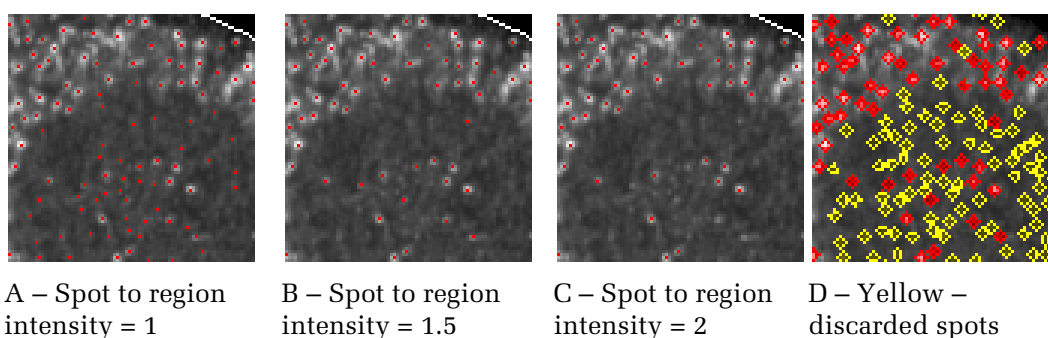 A – Spot to region
intensity = 1
B – Spot to region
intensity = 1.5
C – Spot to region
intensity = 2
D – Yellow –
discarded spots